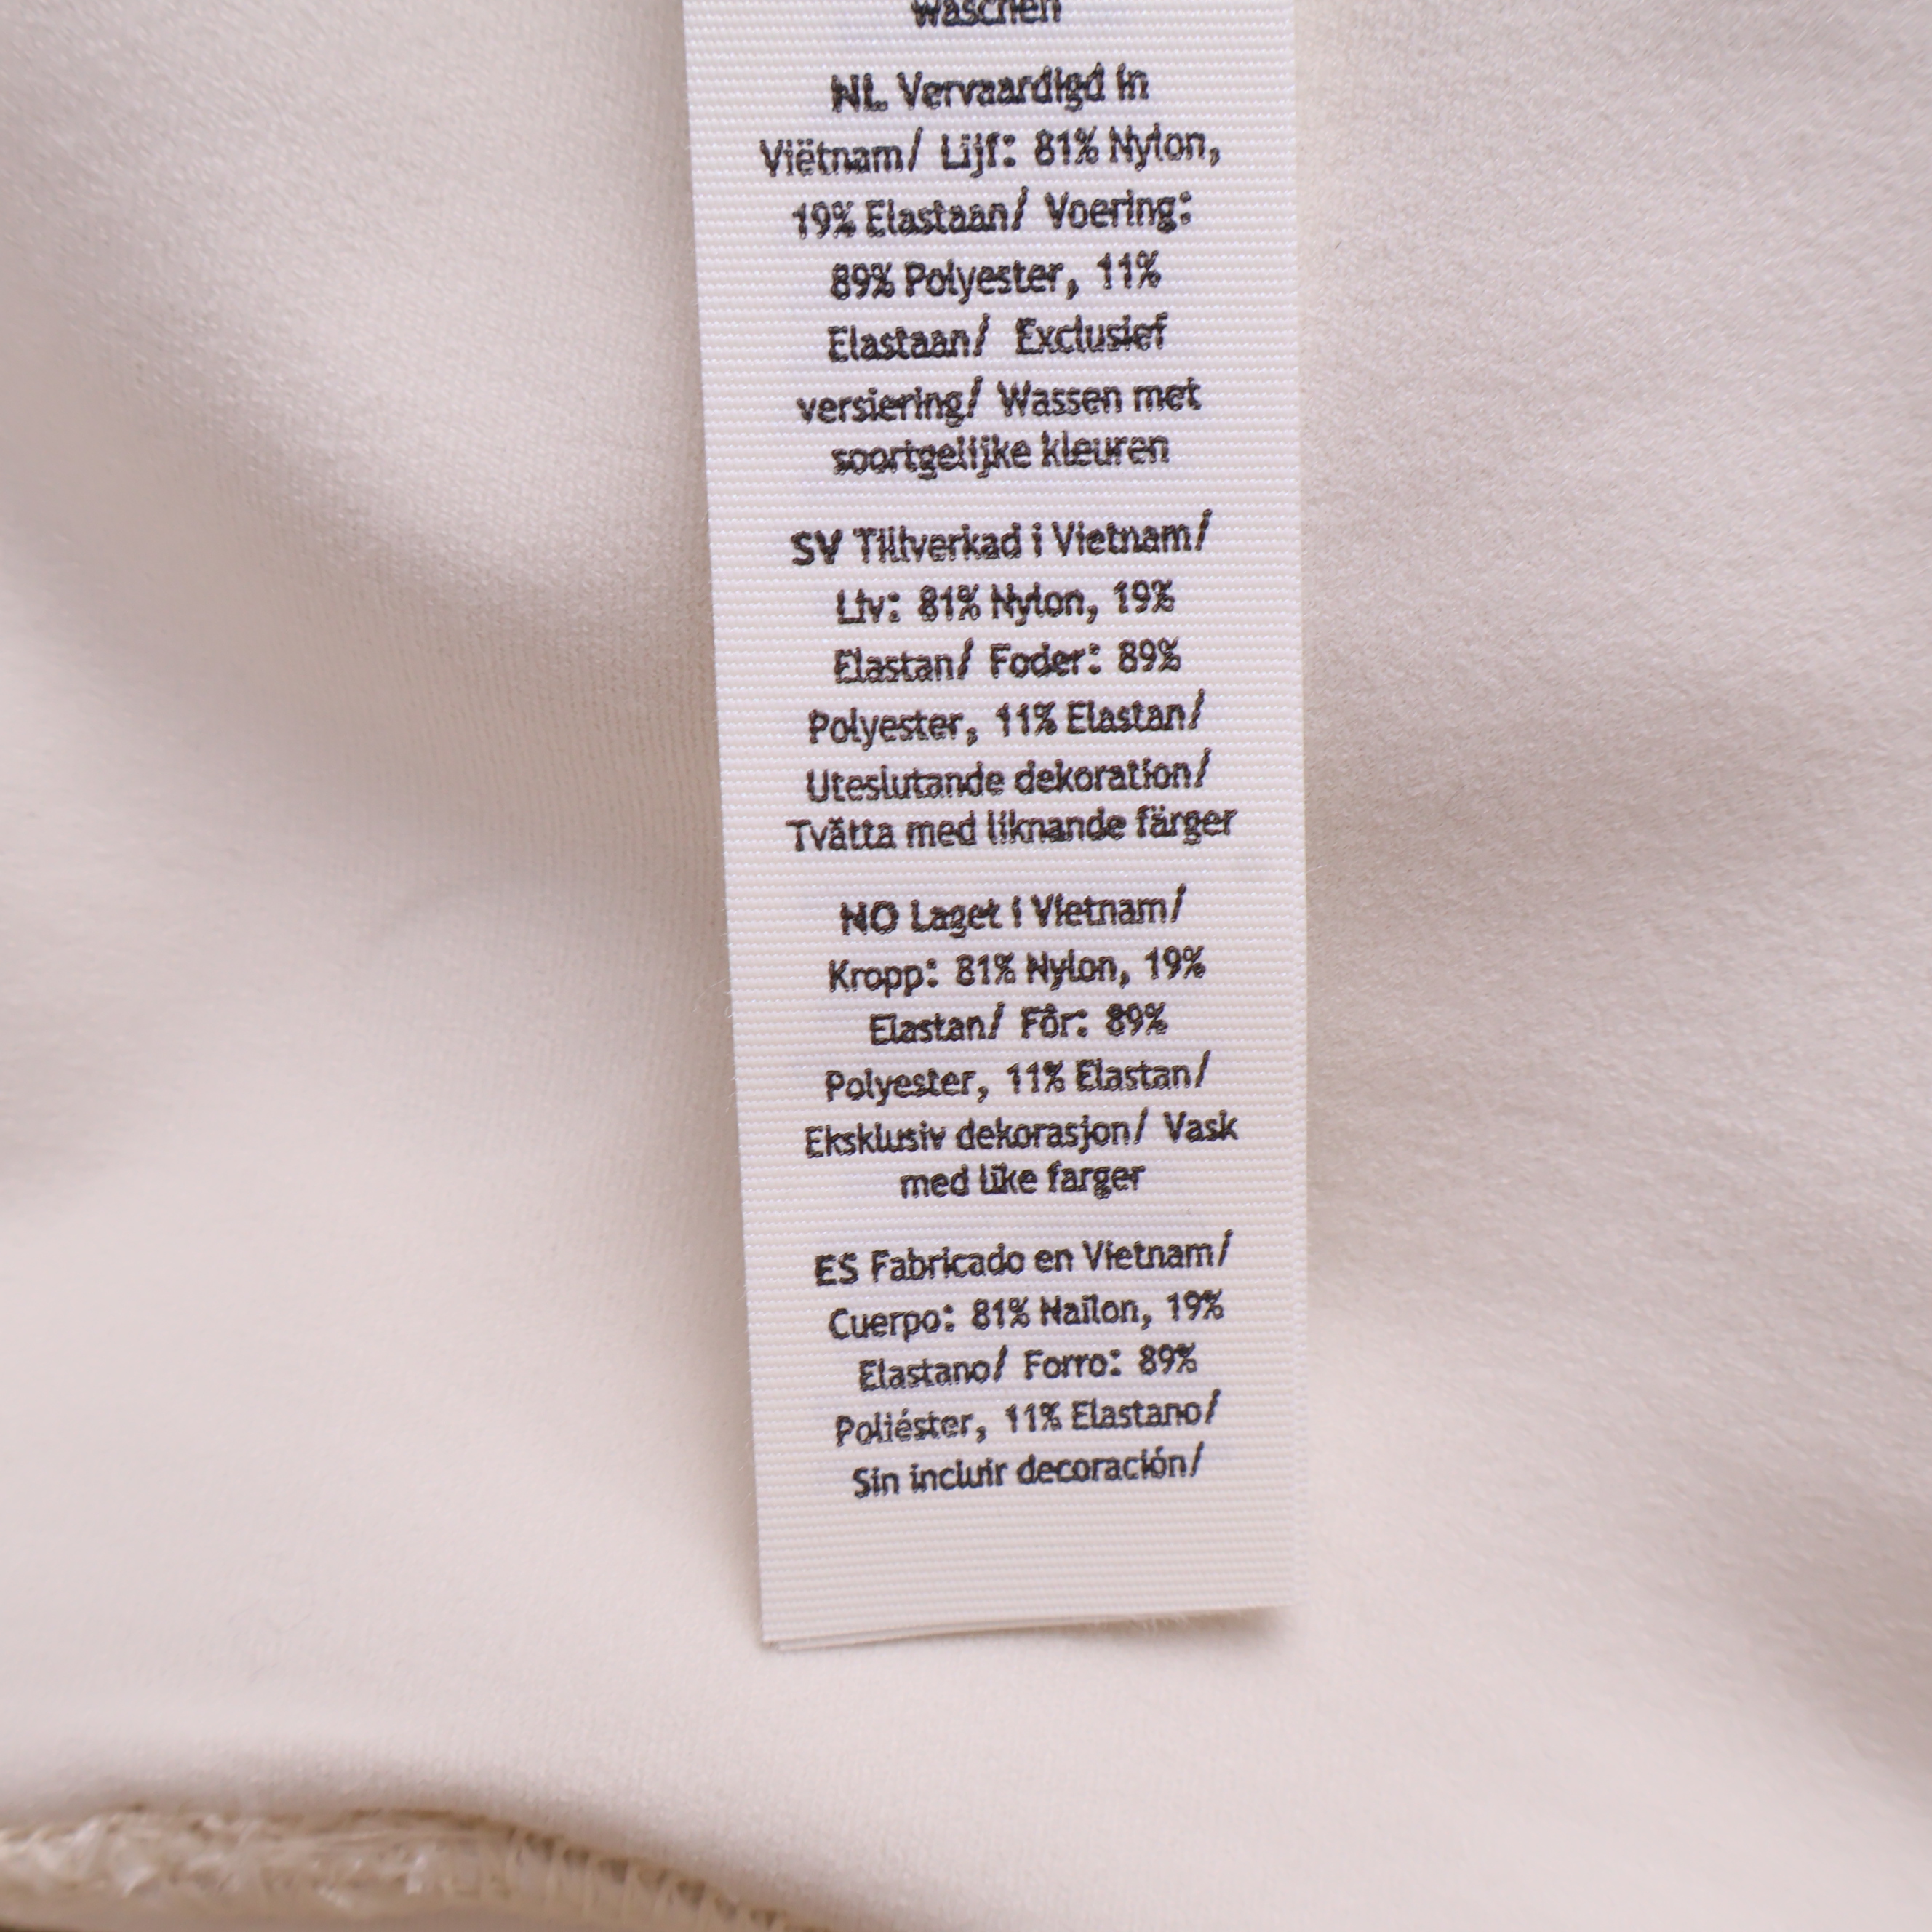 waschen
NL Vervaardigd in
Viëtnam/ Lijf: 81% Nylon,
19% Elastaan/ Voering:
89% Polyester, 11%
Elastaan/ Exclusief
versiering/ Wassen met
soortgelijke kleuren
SV Tillverkad i Vietnam/
Liv: 81% Nylon, 19%
Elastan/ Foder: 89%
Polyester, 11% Elastan/
Uteslutande dekoration/
Tvätta med liknande färger
NO Laget i Vietnam/
Kropp: 81% Nylon, 19%
Elastan/ Fôr: 89%
Polyester, 11% Elastan/
Eksklusiv dekorasjon/ Vask
med like farger
ES Fabricado en Vietnam/
Cuerpo: 81% Nailon, 19%
Elastano/ Forro: 89%
Poliéster, 11% Elastano/
Sin incluir decoración/